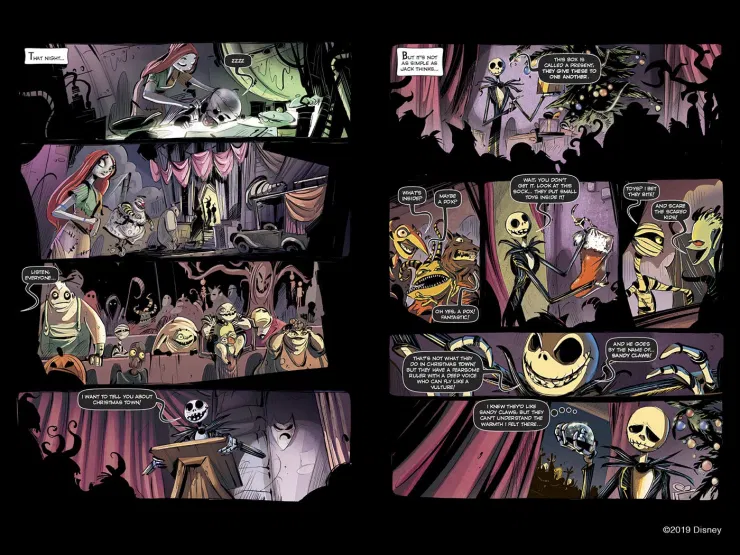 That night...
ZZZZ
Listen,
everyone...
I want to tell you about
Christmas Town!
But it's not
as simple as
Jack thinks...
This box is
called a present.
They give these to
one another...
What's
inside?
Maybe
a pox?
Oh yes, a pox!
Fantastic!
Wait, you don't
get it. Look at this
sock... They put small
toys inside it!
Toys? I bet
they bite!
And scare
the scared
kids!
That's not what they
do in Christmas Town!
But they have a fearsome
ruler with a deep voice
who can fly like a
vulture!
And he goes
by the name of...
Sandy Claws!
I knew they'd like
Sandy Claws, but they
can't understand the
warmth I felt there...
©2019 Disney